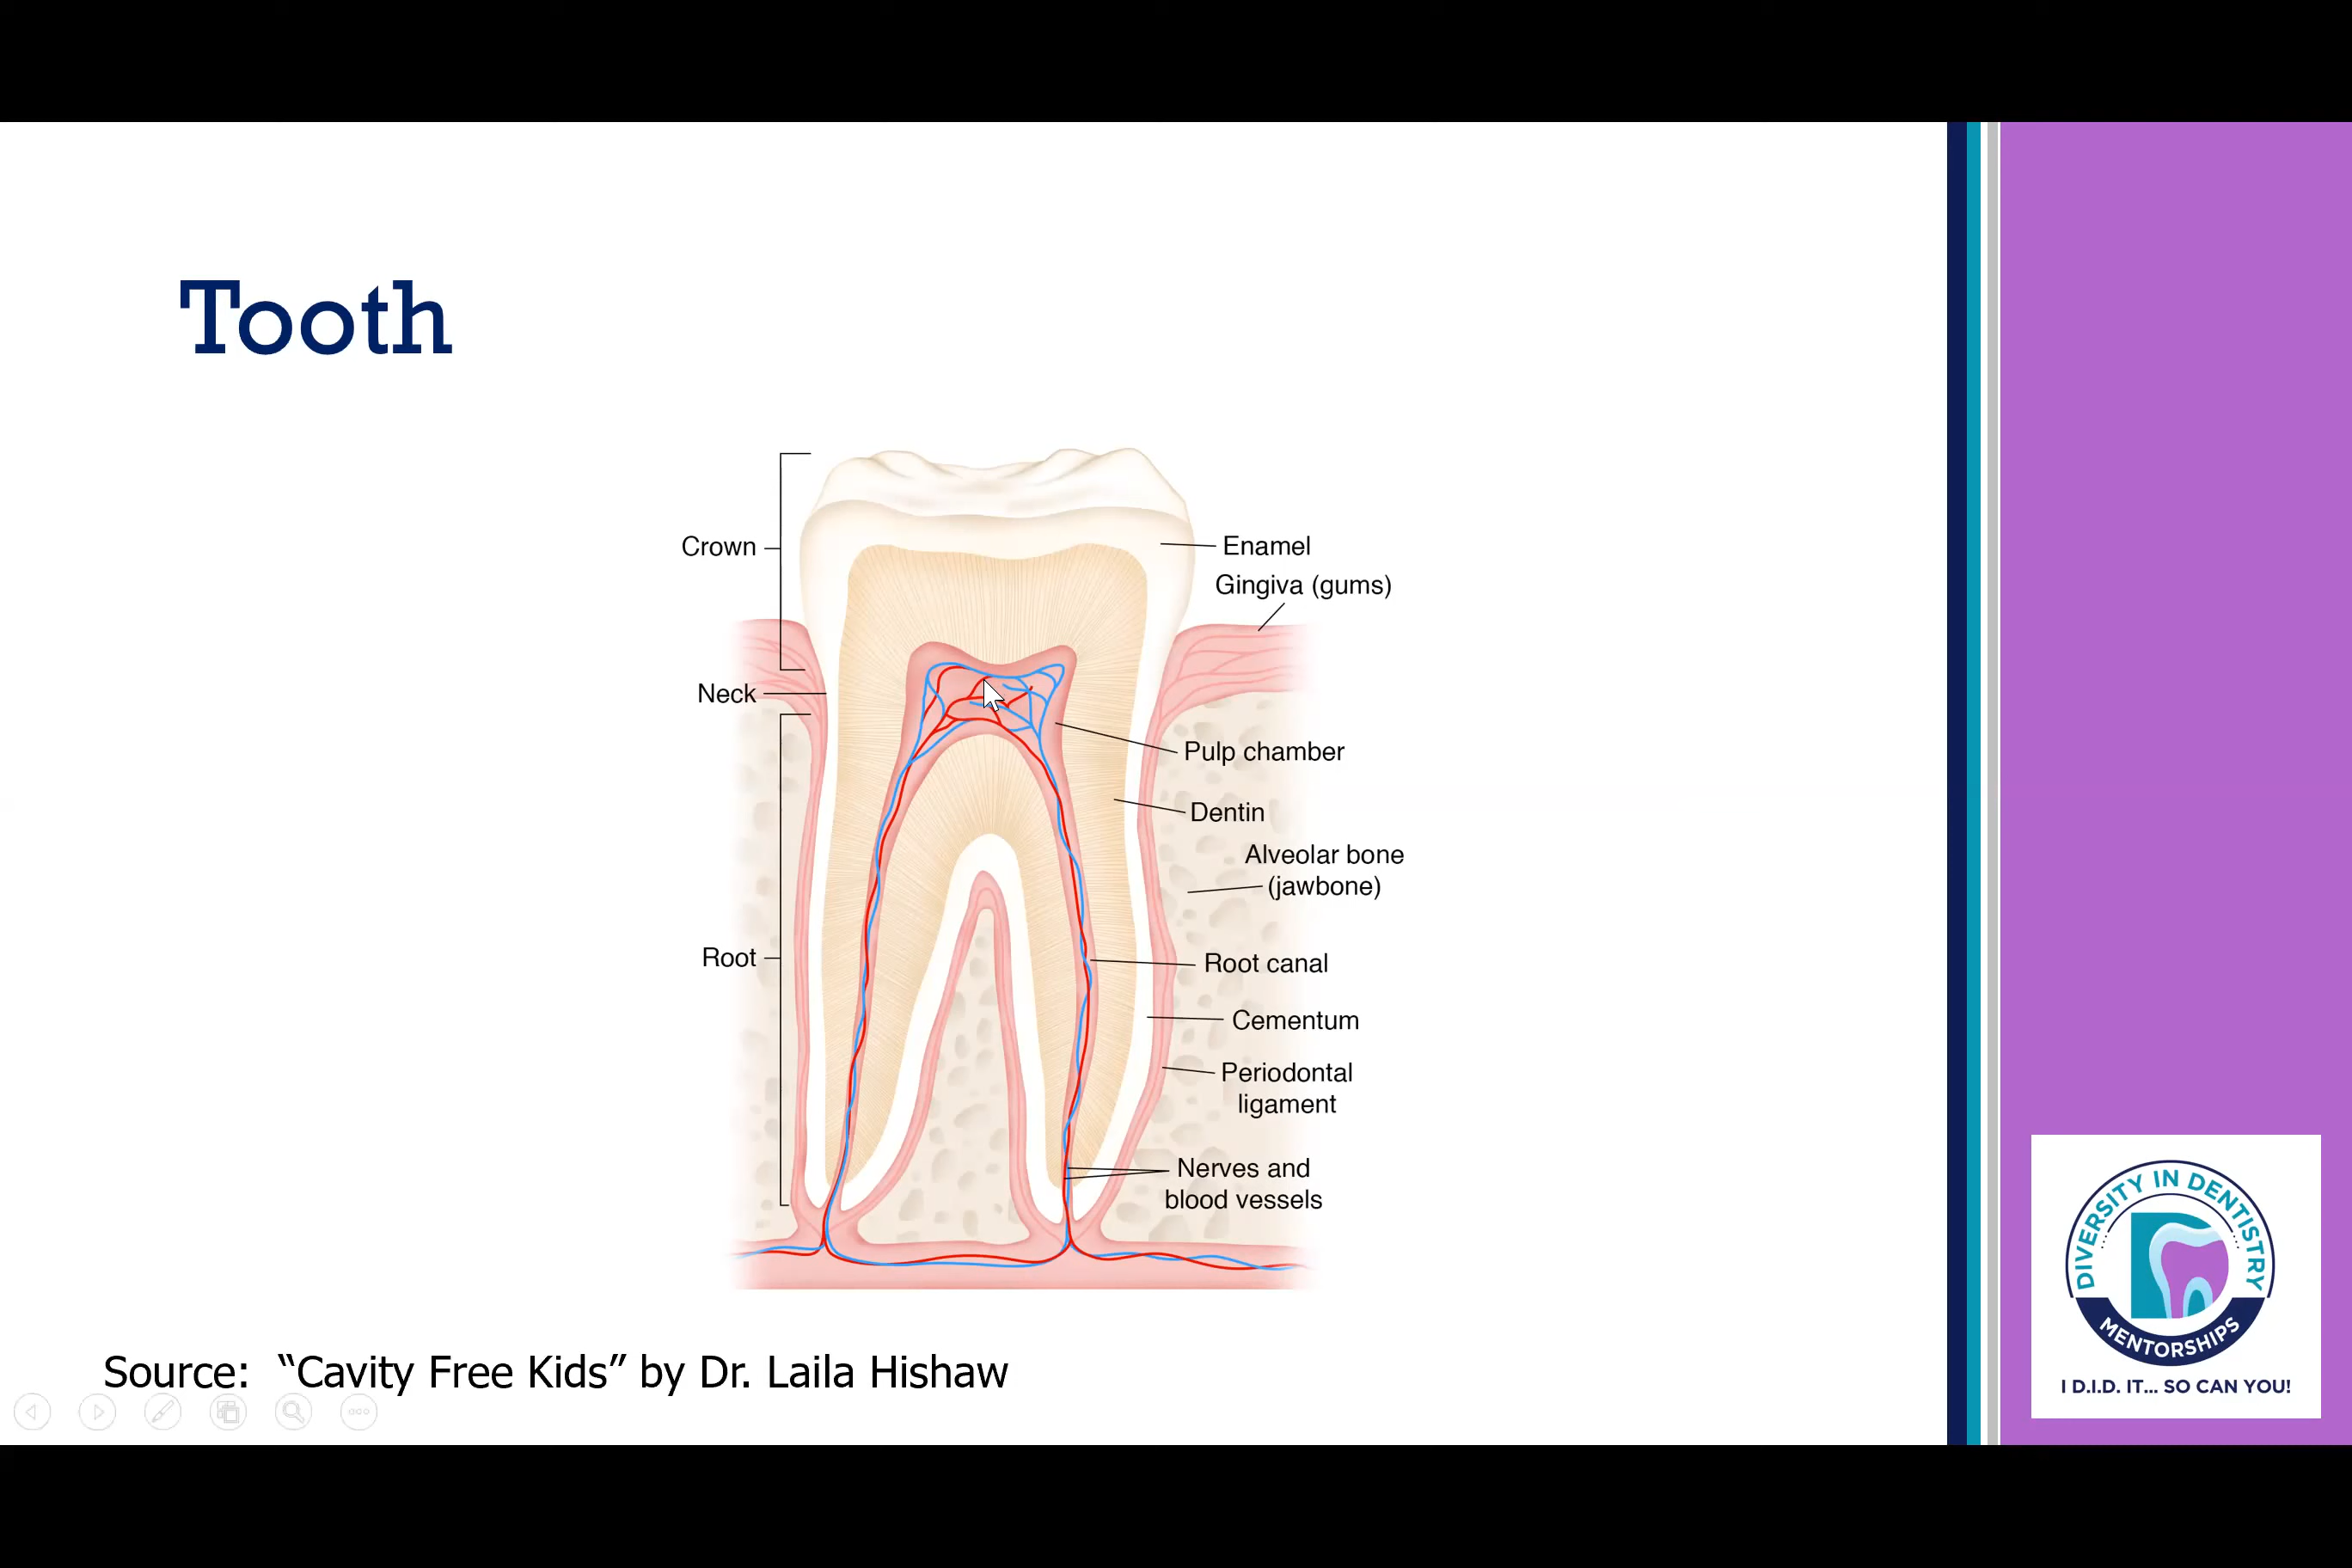 Tooth
Crown
Neck
Root
Enamel
Gingiva (gums)
Pulp chamber
Dentin
Alveolar bone
(jawbone)
Root canal
Cementum
Periodontal
ligament
Nerves and
blood vessels
Source:  “Cavity Free Kids” by Dr. Laila Hishaw
DIVERSITY IN DENTISTRY
MENTORSHIPS
I D.I.D. IT... SO CAN YOU!